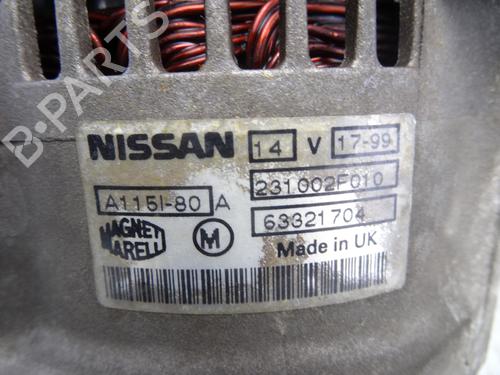 B-PARTS
NISSAN 14 V 17-99
231002F010
A115I-80 A
63321704
MAGNETI MARELLI
M
Made in UK